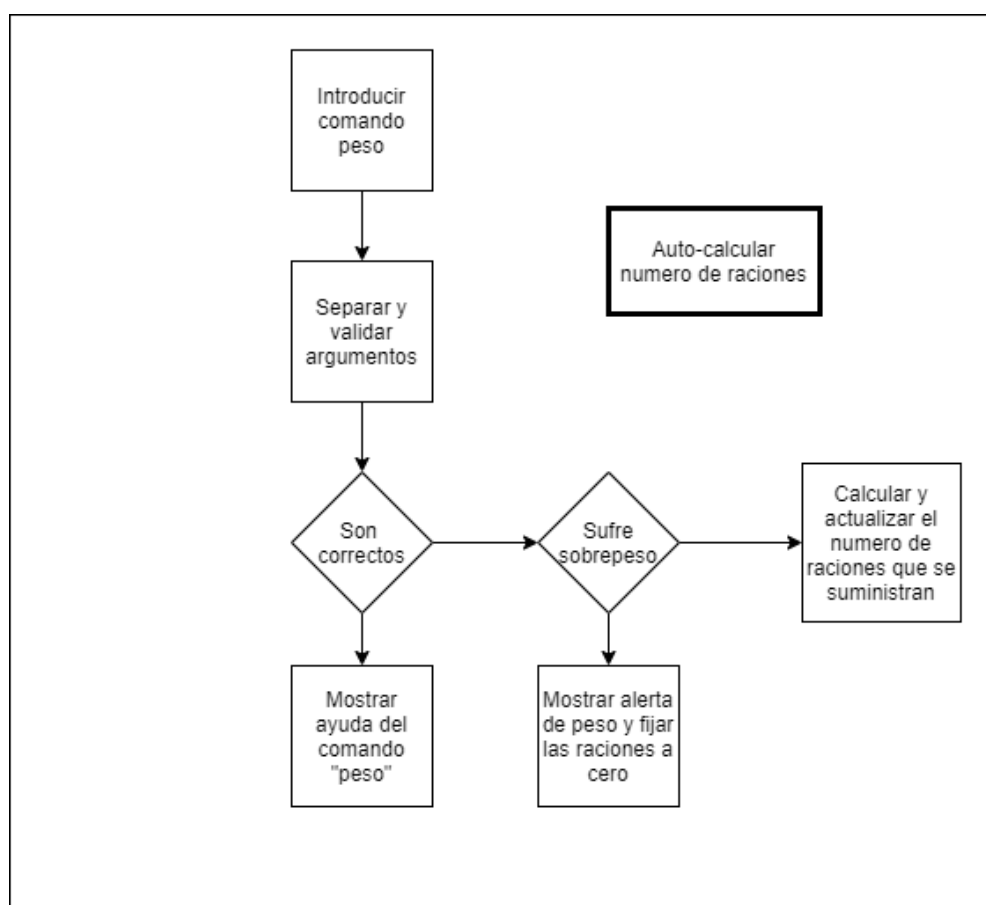 Introducir
comando
peso
Auto-calcular
numero de raciones
Separar y
validar
argumentos
Son
correctos
Sufre
sobrepeso
Calcular y
actualizar el
numero de
raciones que se
suministran
Mostrar
ayuda del
comando
"peso"
Mostrar alerta
de peso y fijar
las raciones a
cero